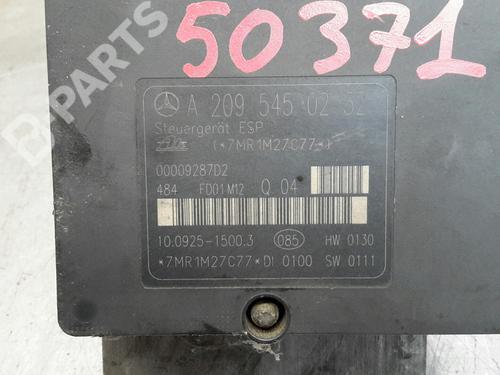 B-PARTS
50371
A 209 545 02 32
Steuergerät ESP
(*7MR1M27C77*)
00009287D2
484 FD01M12 Q 04
10.0925-1500.3 085 HW 0130
*7MR1M27C77*DI 0100 SW 0111